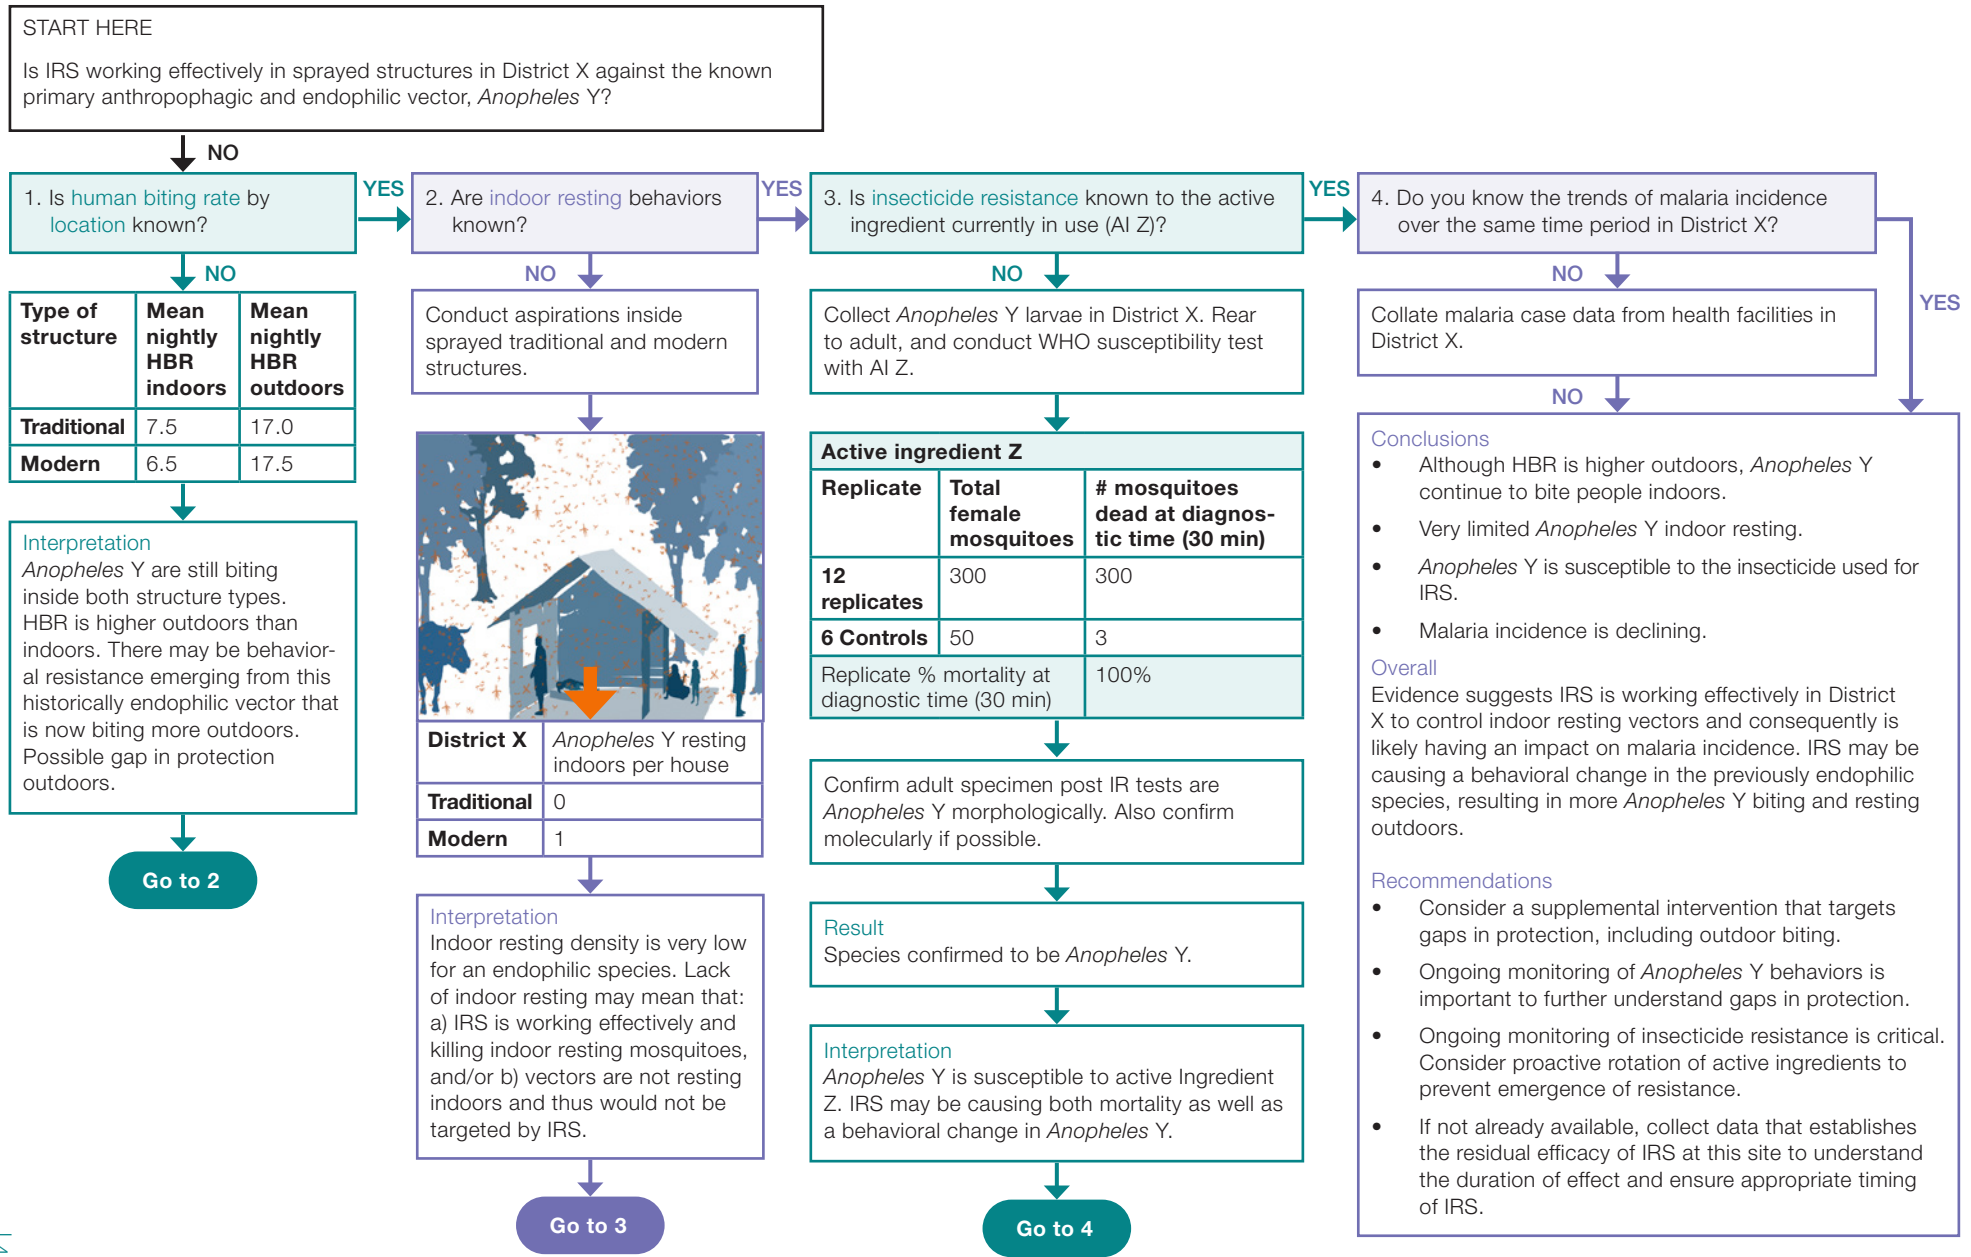 START HERE
Is IRS working effectively in sprayed structures in District X against the known
primary anthropophagic and endophilic vector, Anopheles Y?
NO
1. Is human biting rate by
location known?
YES
NO
Type of
structure
Mean
nightly
HBR
indoors
Mean
nightly
HBR
outdoors
Traditional
7.5
17.0
Modern
6.5
17.5
Interpretation
Anopheles Y are still biting
inside both structure types.
HBR is higher outdoors than
indoors. There may be behavior-
al resistance emerging from this
historically endophilic vector that
is now biting more outdoors.
Possible gap in protection
outdoors.
Go to 2
2. Are indoor resting behaviors
known?
YES
NO
Conduct aspirations inside
sprayed traditional and modern
structures.
District X
Anopheles Y resting
indoors per house
Traditional
0
Modern
1
Interpretation
Indoor resting density is very low
for an endophilic species. Lack
of indoor resting may mean that:
a) IRS is working effectively and
killing indoor resting mosquitoes,
and/or b) vectors are not resting
indoors and thus would not be
targeted by IRS.
Go to 3
3. Is insecticide resistance known to the active
ingredient currently in use (AI Z)?
YES
NO
Collect Anopheles Y larvae in District X. Rear
to adult, and conduct WHO susceptibility test
with AI Z.
Active ingredient Z
Replicate
Total
female
mosquitoes
# mosquitoes
dead at diagnos-
tic time (30 min)
12
replicates
300
300
6 Controls
50
3
Replicate % mortality at
diagnostic time (30 min)
100%
Confirm adult specimen post IR tests are
Anopheles Y morphologically. Also confirm
molecularly if possible.
Result
Species confirmed to be Anopheles Y.
Interpretation
Anopheles Y is susceptible to active Ingredient
Z. IRS may be causing both mortality as well as
a behavioral change in Anopheles Y.
Go to 4
4. Do you know the trends of malaria incidence
over the same time period in District X?
NO
YES
Collate malaria case data from health facilities in
District X.
NO
Conclusions
• Although HBR is higher outdoors, Anopheles Y
continue to bite people indoors.
• Very limited Anopheles Y indoor resting.
• Anopheles Y is susceptible to the insecticide used for
IRS.
• Malaria incidence is declining.
Overall
Evidence suggests IRS is working effectively in District
X to control indoor resting vectors and consequently is
likely having an impact on malaria incidence. IRS may be
causing a behavioral change in the previously endophilic
species, resulting in more Anopheles Y biting and resting
outdoors.
Recommendations
• Consider a supplemental intervention that targets
gaps in protection, including outdoor biting.
• Ongoing monitoring of Anopheles Y behaviors is
important to further understand gaps in protection.
• Ongoing monitoring of insecticide resistance is critical.
Consider proactive rotation of active ingredients to
prevent emergence of resistance.
• If not already available, collect data that establishes
the residual efficacy of IRS at this site to understand
the duration of effect and ensure appropriate timing
of IRS.